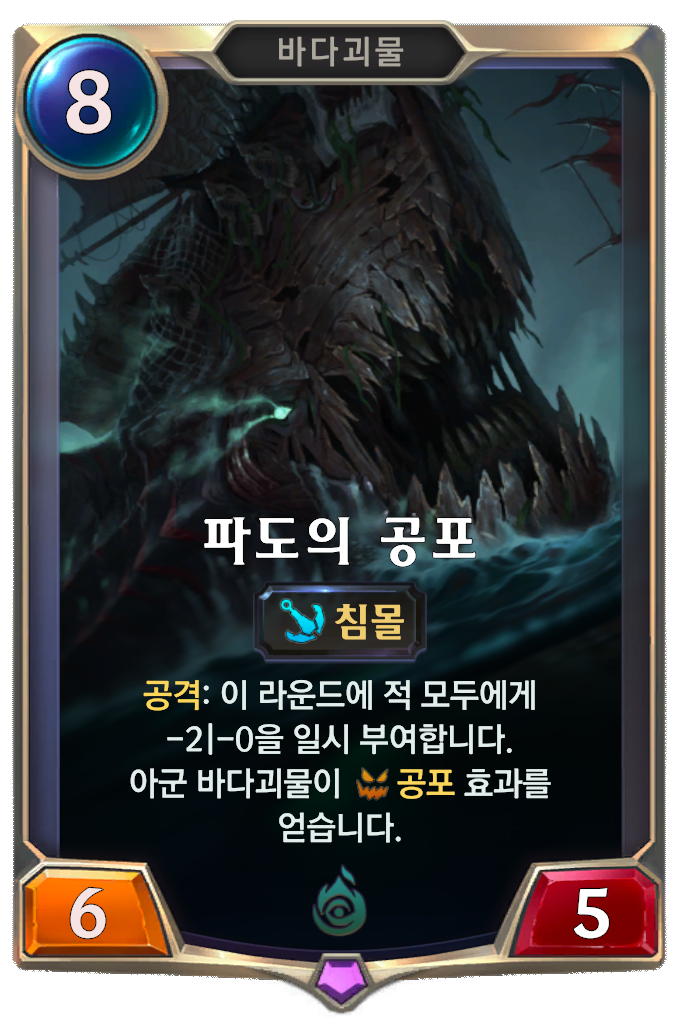 바다괴물
8
파도의 공포
침몰
공격: 이 라운드에 적 모두에게
-2|-0을 일시 부여합니다.
아군 바다괴물이 공포 효과를
얻습니다.
6
5